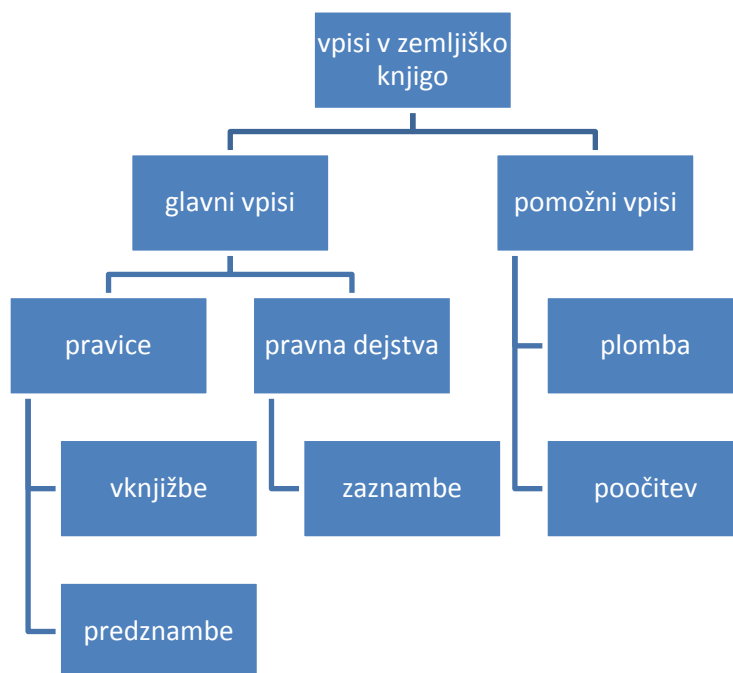 vpisi v zemljiško
knjigo
glavni vpisi
pomožni vpisi
pravice
pravna dejstva
plomba
vknjižbe
zaznambe
poočitev
predznambe